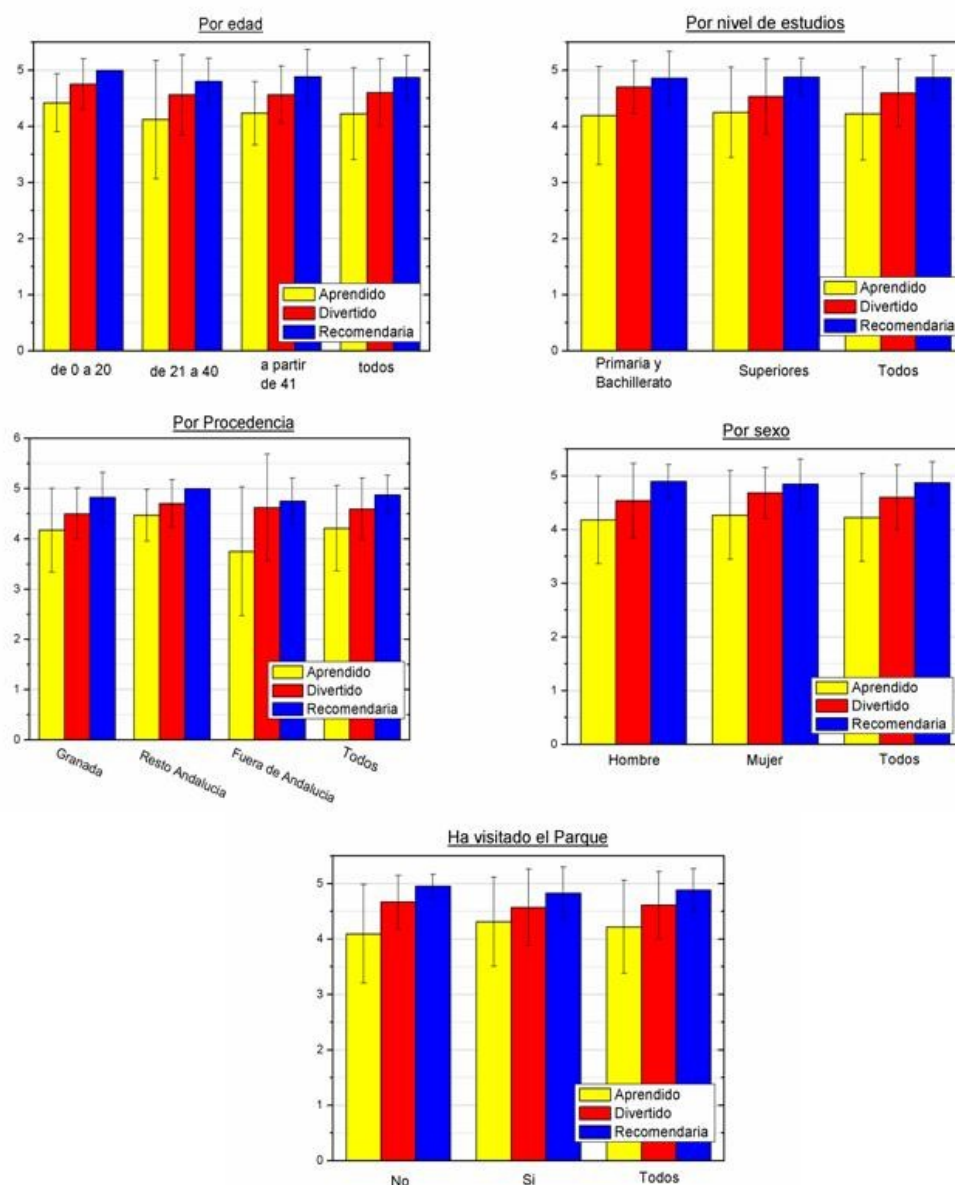 Por edad
5
4
3
2
1
0
Aprendido
Divertido
Recomendaria
de 0 a 20
de 21 a 40
a partir
de 41
todos
Por nivel de estudios
5
4
3
2
1
0
Aprendido
Divertido
Recomendaria
Primaria y
Bachillerato
Superiores
Todos
Por Procedencia
6
5
4
3
2
1
0
Aprendido
Divertido
Recomendaria
Granada
Resto Andalucia
Fuera de Andalucia
Todos
Por sexo
5
4
3
2
1
0
Aprendido
Divertido
Recomendaria
Hombre
Mujer
Todos
Ha visitado el Parque
5
4
3
2
1
0
Aprendido
Divertido
Recomendaria
No
Si
Todos